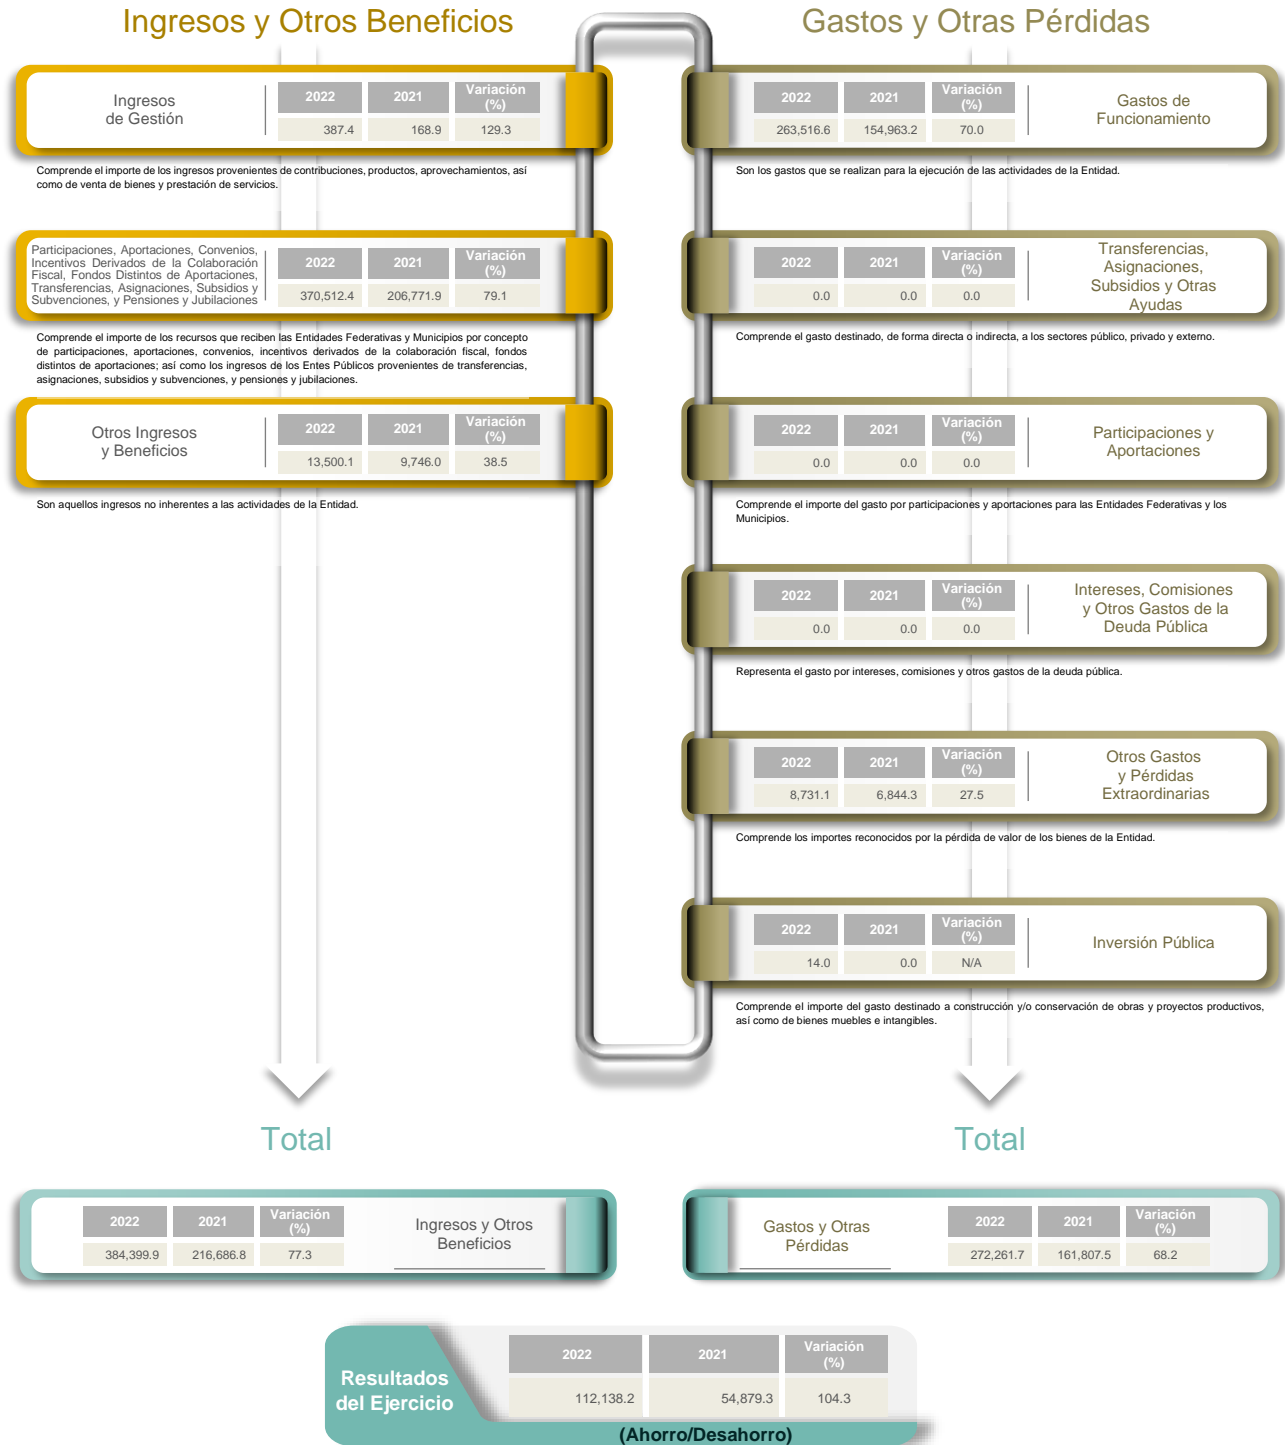 Ingresos y Otros Beneficios
Ingresos
de Gestión
2022 2021 Variación (%)
387.4 168.9 129.3
Comprende el importe de los ingresos provenientes de contribuciones, productos, aprovechamientos, así
como de venta de bienes y prestación de servicios.
Participaciones, Aportaciones, Convenios,
Incentivos Derivados de la Colaboración
Fiscal, Fondos Distintos de Aportaciones,
Transferencias, Asignaciones, Subsidios y
Subvenciones, y Pensiones y Jubilaciones
2022 2021 Variación (%)
370,512.4 206,771.9 79.1
Comprende el importe de los recursos que reciben las Entidades Federativas y Municipios por concepto
de participaciones, aportaciones, convenios, incentivos derivados de la colaboración fiscal, fondos
distintos de aportaciones; así como los ingresos de los Entes Públicos provenientes de transferencias,
asignaciones, subsidios y subvenciones, y pensiones y jubilaciones.
Otros Ingresos
y Beneficios
2022 2021 Variación (%)
13,500.1 9,746.0 38.5
Son aquellos ingresos no inherentes a las actividades de la Entidad.
Gastos y Otras Pérdidas
2022 2021 Variación (%)
263,516.6 154,963.2 70.0
Gastos de
Funcionamiento
Son los gastos que se realizan para la ejecución de las actividades de la Entidad.
2022 2021 Variación (%)
0.0 0.0 0.0
Transferencias,
Asignaciones,
Subsidios y Otras
Ayudas
Comprende el gasto destinado, de forma directa o indirecta, a los sectores público, privado y externo.
2022 2021 Variación (%)
0.0 0.0 0.0
Participaciones y
Aportaciones
Comprende el importe del gasto por participaciones y aportaciones para las Entidades Federativas y los
Municipios.
2022 2021 Variación (%)
0.0 0.0 0.0
Intereses, Comisiones
y Otros Gastos de la
Deuda Pública
Representa el gasto por intereses, comisiones y otros gastos de la deuda pública.
2022 2021 Variación (%)
8,731.1 6,844.3 27.5
Otros Gastos
y Pérdidas
Extraordinarias
Comprende los importes reconocidos por la pérdida de valor de los bienes de la Entidad.
2022 2021 Variación (%)
14.0 0.0 N/A
Inversión Pública
Comprende el importe del gasto destinado a construcción y/o conservación de obras y proyectos productivos,
así como de bienes muebles e intangibles.
Total
2022 2021 Variación (%)
384,399.9 216,686.8 77.3
Ingresos y Otros
Beneficios
Total
Gastos y Otras
Pérdidas
2022 2021 Variación (%)
272,261.7 161,807.5 68.2
Resultados
del Ejercicio
2022 2021 Variación (%)
112,138.2 54,879.3 104.3
(Ahorro/Desahorro)